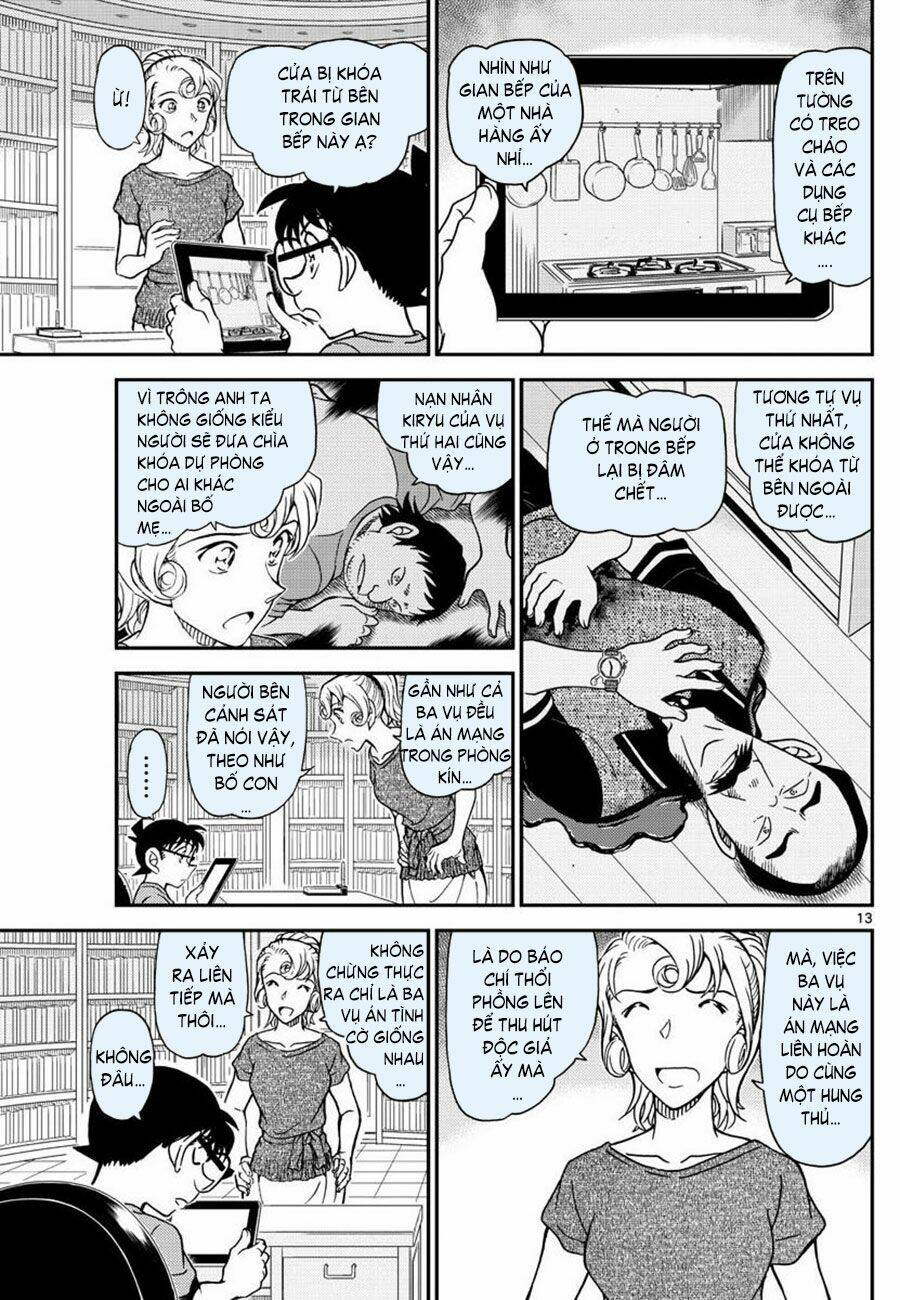 TRÊN
TƯỜNG
CÓ TREO
CHẢO
VÀ CÁC
DỤNG
CỤ BẾP
KHÁC
....
NHÌN NHƯ
GIAN BẾP CỦA
MỘT NHÀ
HÀNG ẤY
NHỈ...
CỬA BỊ KHÓA
TRÁI TỪ BÊN
TRONG GIAN
BẾP NÀY Ạ?
Ừ!
TƯƠNG TỰ VỤ
THỨ NHẤT,
CỬA KHÔNG
THỂ KHÓA TỪ
BÊN NGOÀI
ĐƯỢC...
THẾ MÀ NGƯỜI
Ở TRONG BẾP
LẠI BỊ ĐÂM
CHẾT...
NẠN NHÂN
KIRYU CỦA VỤ
THỨ HAI CŨNG
VẬY...
VÌ TRÔNG ANH TA
KHÔNG GIỐNG KIỂU
NGƯỜI SẼ ĐƯA CHÌA
KHÓA DỰ PHÒNG
CHO AI KHÁC
NGOÀI BỐ
MẸ...
GẦN NHƯ CẢ
BA VỤ ĐỀU
LÀ ÁN MẠNG
TRONG PHÒNG
KÍN...
NGƯỜI BÊN
CẢNH SÁT
ĐÃ NÓI VẬY,
THEO NHƯ
BỐ CON
...
......
13
MÀ, VIỆC
BA VỤ
NÀY LÀ
ÁN MẠNG
LIÊN HOÀN
DO CÙNG
MỘT HUNG
THỦ,
LÀ DO BÁO
CHÍ THỔI
PHỒNG LÊN
ĐỂ THU HÚT
ĐỘC GIẢ
ẤY MÀ
...
KHÔNG
CHỪNG THỰC
RA CHỈ LÀ BA
VỤ ÁN TÌNH
CỜ GIỐNG
NHAU
...
XẢY
RA LIÊN
TIẾP MÀ
THÔI...
KHÔNG
ĐÂU...